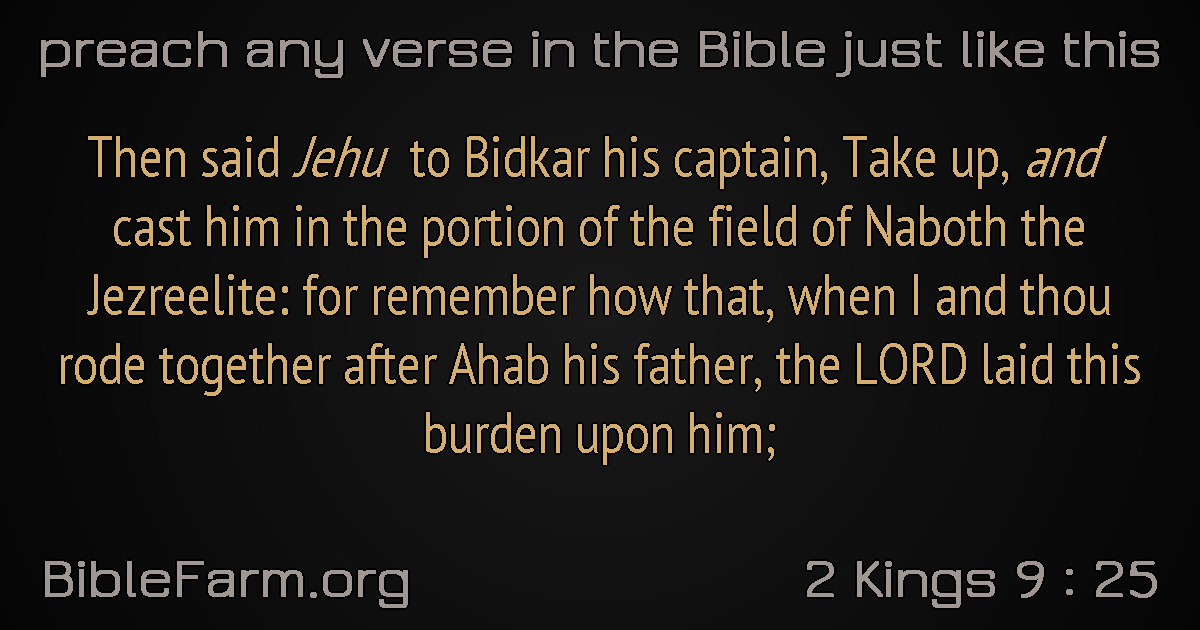 preach any verse in the Bible just like this
Then said Jehu to Bidkar his captain, Take up, and
cast him in the portion of the field of Naboth the
Jezreelite: for remember how that, when I and thou
rode together after Ahab his father, the LORD laid this
burden upon him;
BibleFarm.org
2 Kings 9 : 25